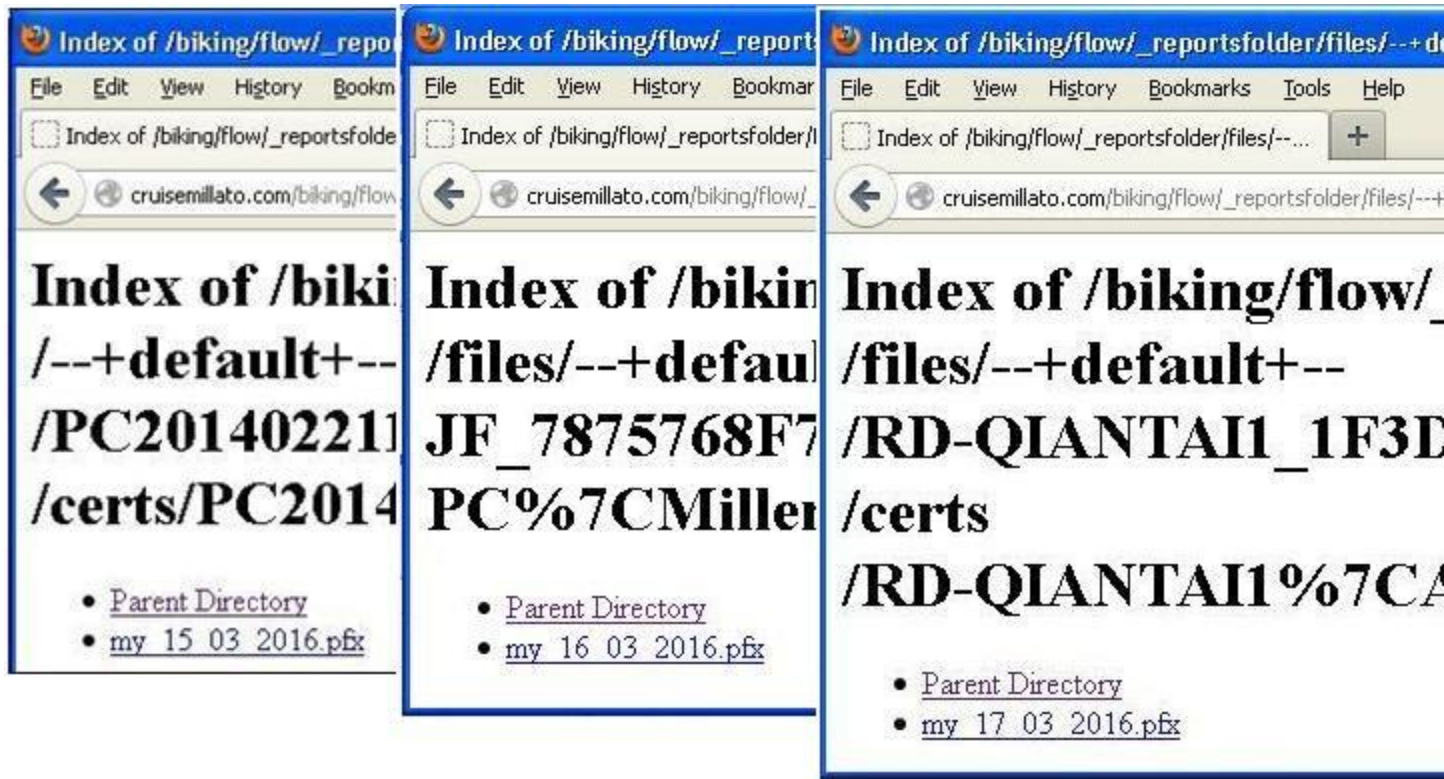 Index of /biking/flow/_repor
File Edit View History Bookm
Index of /biking/flow/_reportsfolde
cruisemillato.com/biking/flow
Index of /biki
/--+default+--
/PC20140221
/certs/PC2014
Parent Directory
my_15_03_2016.pfx
Index of /biking/flow/_reports
File Edit View History Bookmar
Index of /biking/flow/_reportsfolder/
cruisemillato.com/biking/flow/_
Index of /bikin
/files/--+defaul
JF_7875768F7
PC%7CMiller
Parent Directory
my_16_03_2016.pfx
Index of /biking/flow/_reportsfolder/files/--+de
File Edit View History Bookmarks Tools Help
Index of /biking/flow/_reportsfolder/files/--... +
cruisemillato.com/biking/flow/_reportsfolder/files/--+
Index of /biking/flow/_
/files/--+default+--
/RD-QIANTAI1_1F3D
/certs
/RD-QIANTAI1%7CA
Parent Directory
my_17_03_2016.pfx